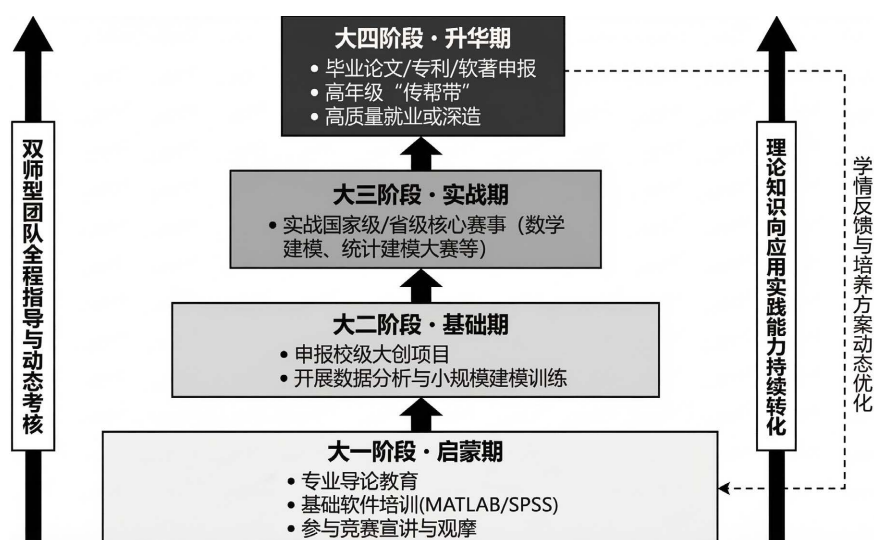 大四阶段·升华期
• 毕业论文/专利/软著申报
• 高年级“传帮带”
• 高质量就业或深造
大三阶段·实战期
• 实战国家级/省级核心赛事（数学
建模、统计建模大赛等）
大二阶段·基础期
• 申报校级大创项目
• 开展数据分析与小规模建模训练
大一阶段·启蒙期
• 专业导论教育
• 基础软件培训(MATLAB/SPSS)
• 参与竞赛宣讲与观摩
双师型团队全程指导与动态考核
理论知识向应用实践能力持续转化
学情反馈与培养方案动态优化